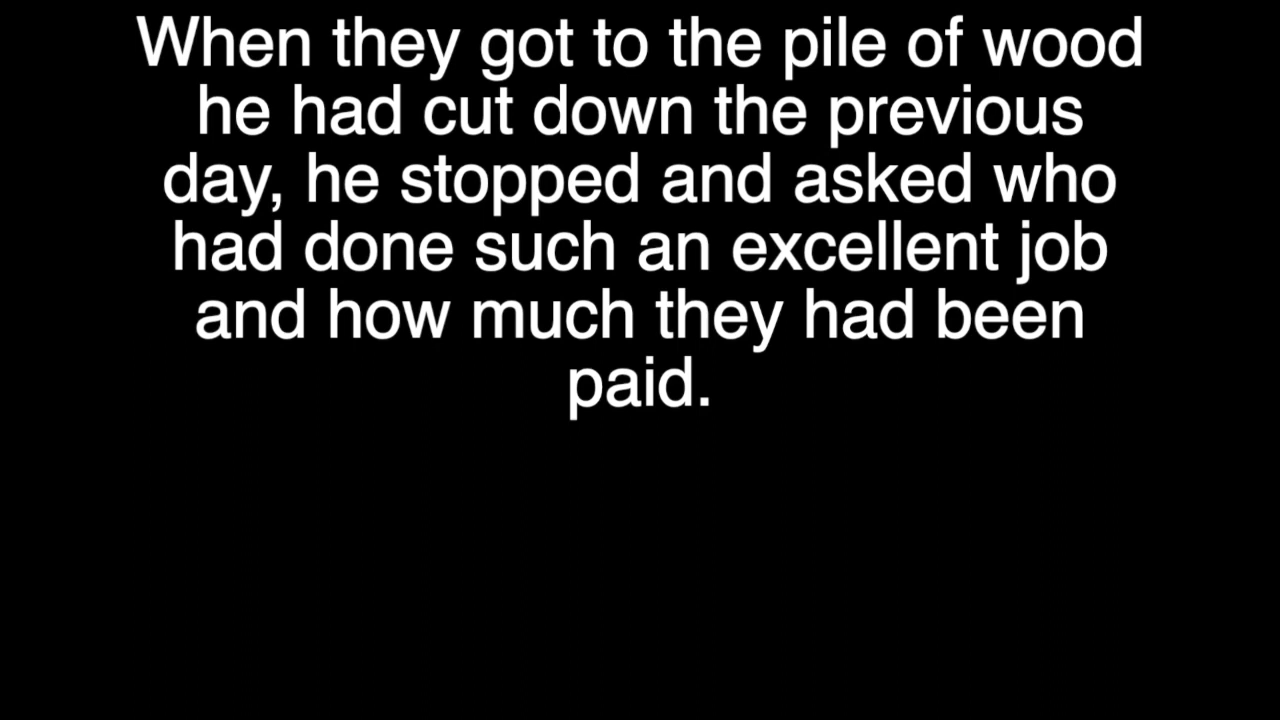 When they got to the pile of wood
he had cut down the previous
day, he stopped and asked who
had done such an excellent job
and how much they had been
paid.